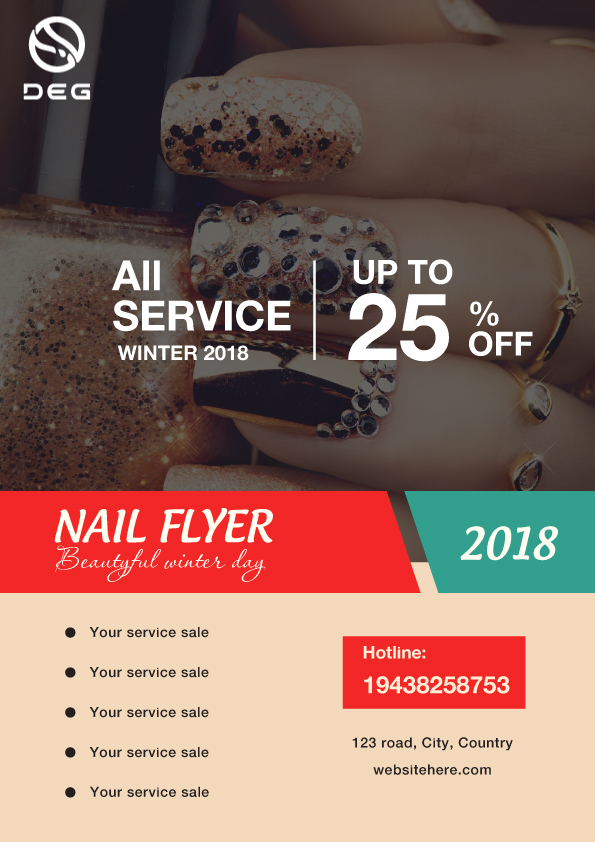 DEG
All
SERVICE
WINTER 2018
UP TO
25 % OFF
NAIL FLYER
Beautyful winter day
2018
Your service sale
Your service sale
Your service sale
Your service sale
Your service sale
Hotline:
19438258753
123 road, City, Country
websitehere.com